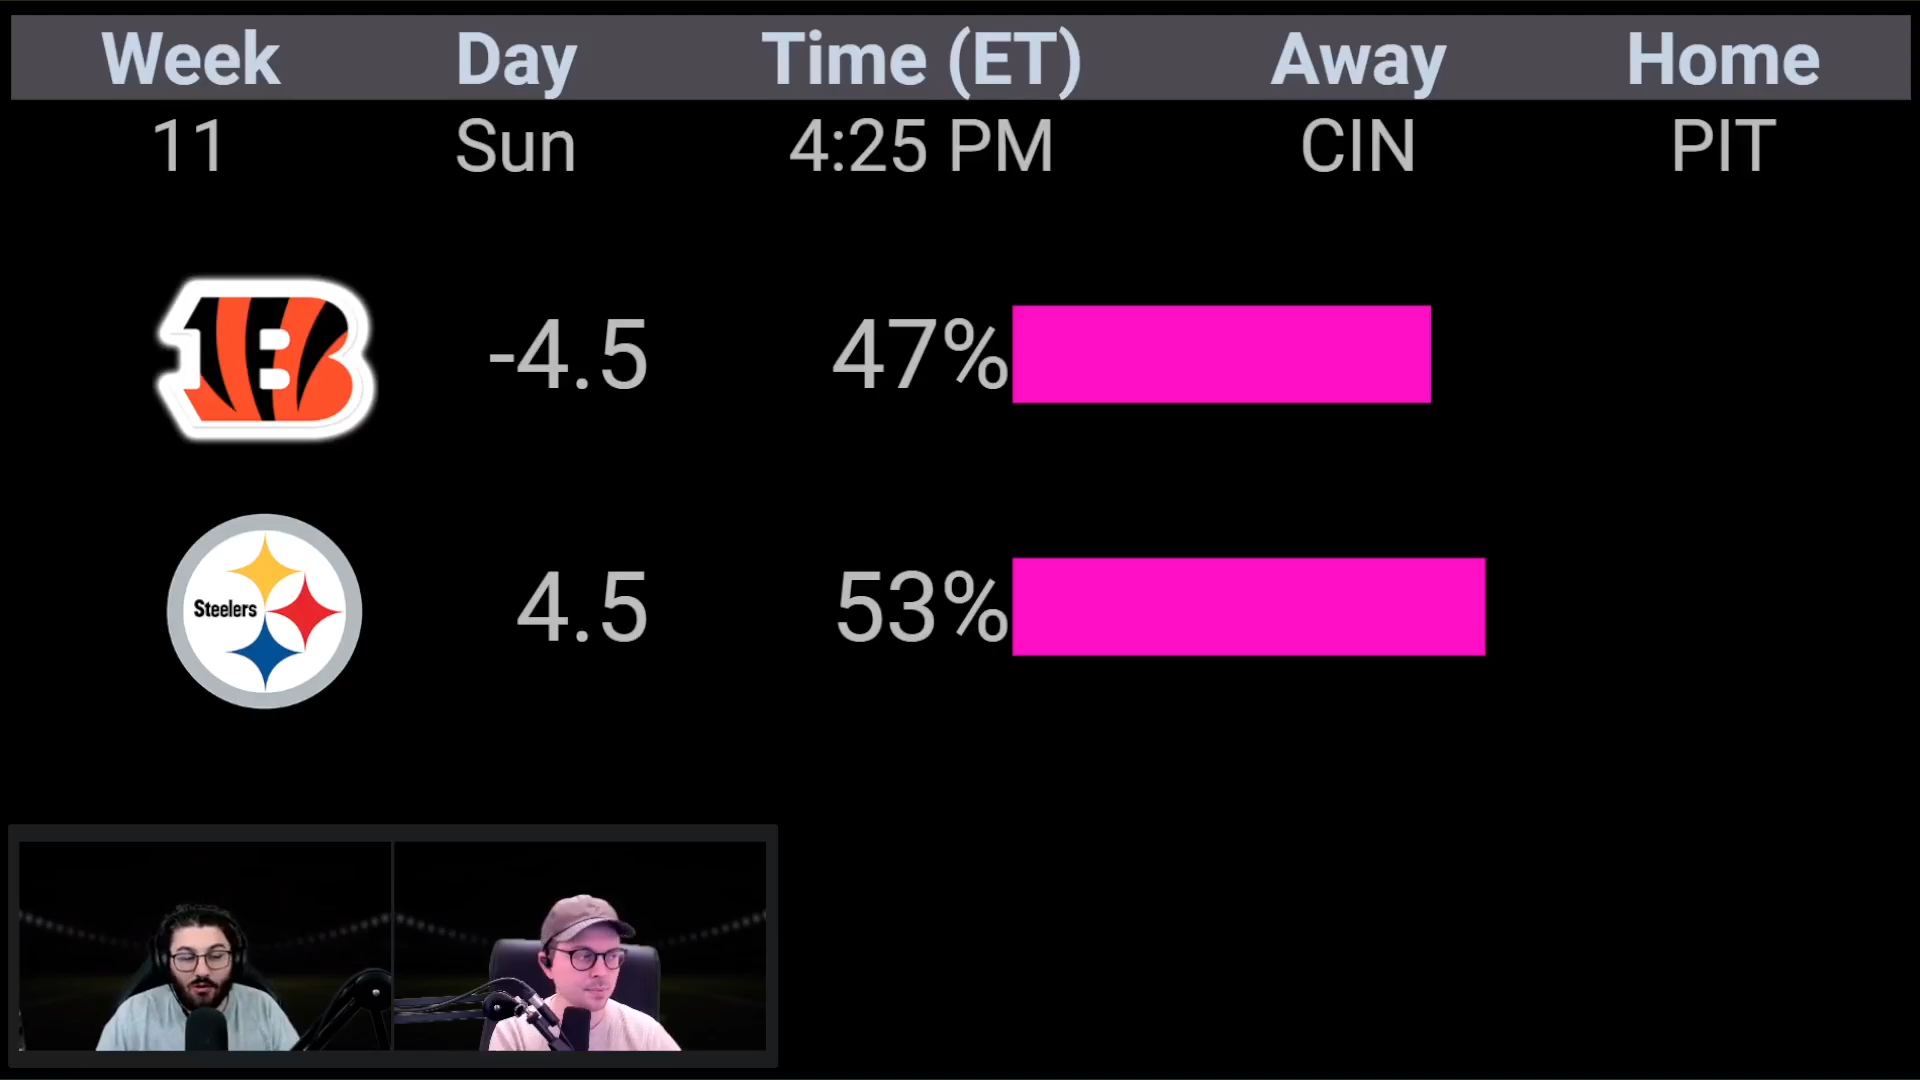 Week Day Time (ET) Away Home
11 Sun 4:25 PM CIN PIT
B -4.5 47%
Steelers 4.5 53%